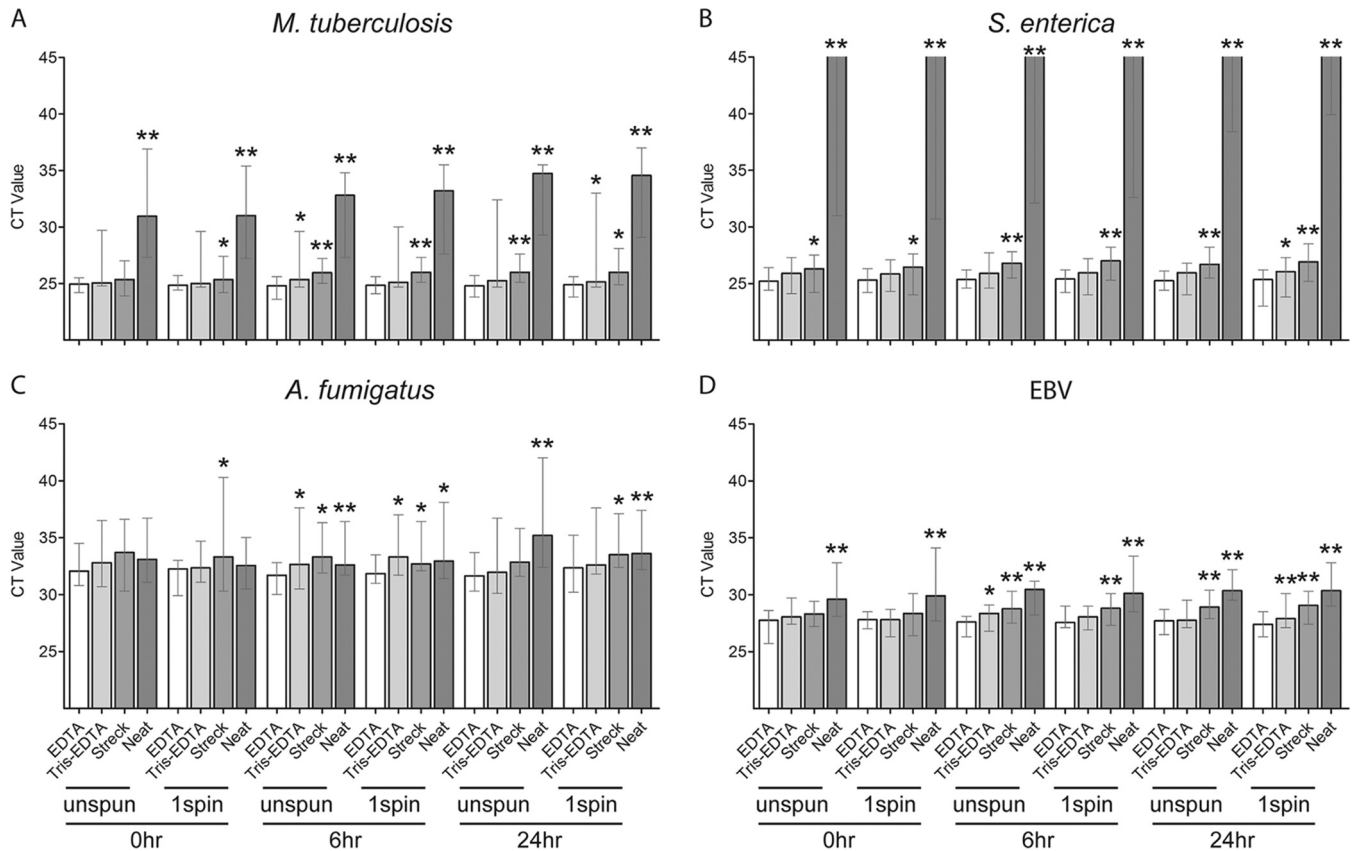 A
M. tuberculosis
45
40
35
30
25
CT Value
** ** ** ** ** **
* * ** ** ** * *
B
S. enterica
45
40
35
30
25
CT Value
** ** ** ** ** **
* * ** ** ** * **
C
A. fumigatus
45
40
35
30
25
CT Value
* * * ** * * * ** * **
EDTA Tris-EDTA Streck Neat EDTA Tris-EDTA Streck Neat EDTA Tris-EDTA Streck Neat EDTA Tris-EDTA Streck Neat EDTA Tris-EDTA Streck Neat EDTA Tris-EDTA Streck Neat
unspun 1spin unspun 1spin unspun 1spin
0hr 6hr 24hr
D
EBV
45
40
35
30
25
CT Value
** ** * ** ** ** ** ** ** ** ** **
EDTA Tris-EDTA Streck Neat EDTA Tris-EDTA Streck Neat EDTA Tris-EDTA Streck Neat EDTA Tris-EDTA Streck Neat EDTA Tris-EDTA Streck Neat EDTA Tris-EDTA Streck Neat
unspun 1spin unspun 1spin unspun 1spin
0hr 6hr 24hr